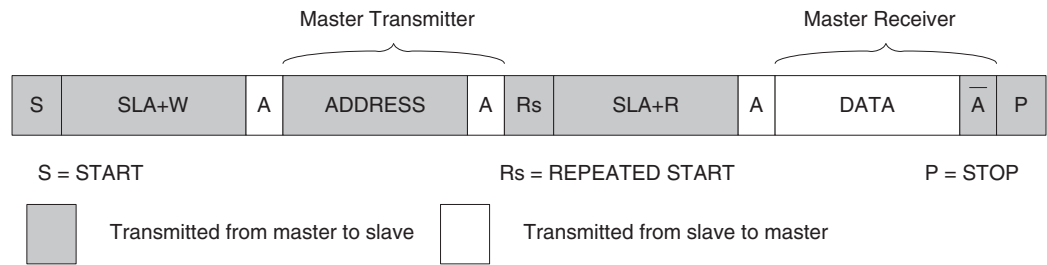 Master Transmitter Master Receiver
S SLA+W A ADDRESS A Rs SLA+R A DATA A̅ P
S = START Rs = REPEATED START P = STOP
Transmitted from master to slave Transmitted from slave to master